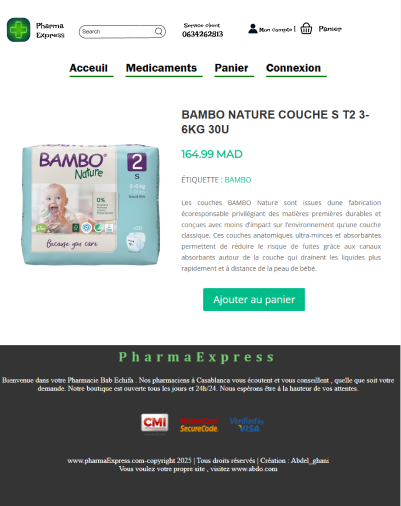 Pharma
Express
Search
Service client
0634262813
Mon compte |
Panier
Acceuil
Medicaments
Panier
Connexion
BAMBO NATURE COUCHE S T2 3-
6KG 30U
164.99 MAD
ÉTIQUETTE : BAMBO
Les couches BAMBO Nature sont issues dune fabrication
écoresponsable privilégiant des matières premières durables et
conçues avec moins d'impact sur l'environnement qu'une couche
classique. Ces couches anatomiques ultra-minces et absorbantes
permettent de réduire le risque de fuites grâce aux canaux
absorbants autour de la couche qui drainent les liquides plus
rapidement et à distance de la peau de bébé.
BAMBO
Nature
2
S
0%
Because you care
Ajouter au panier
PharmaExpress
Bienvenue dans votre Pharmacie Bab Echifa . Nos pharmaciens à Casablanca vous écoutent et vous conseillent , quelle que soit votre
demande. Notre boutique est ouverte tous les jours et 24h/24. Nous espérons être à la hauteur de vos attentes.
CMI
SecureCode.
Verified by
VISA
www.pharmaExpress.com-copyright 2025 | Tous droits réservés | Création : Abdel_ghani
Vous voulez votre propre site , visitez www.abdo.com